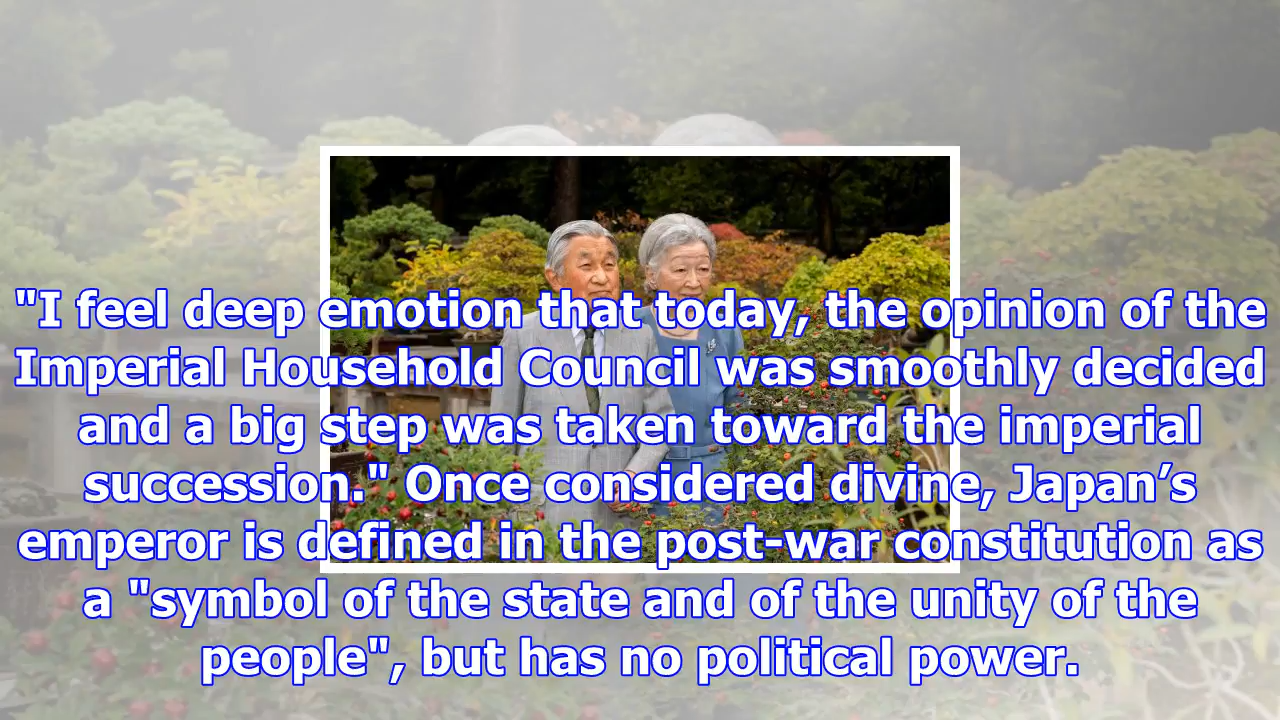 "I feel deep emotion that today, the opinion of the
Imperial Household Council was smoothly decided
and a big step was taken toward the imperial
succession." Once considered divine, Japan’s
emperor is defined in the post-war constitution as
a "symbol of the state and of the unity of the
people", but has no political power.